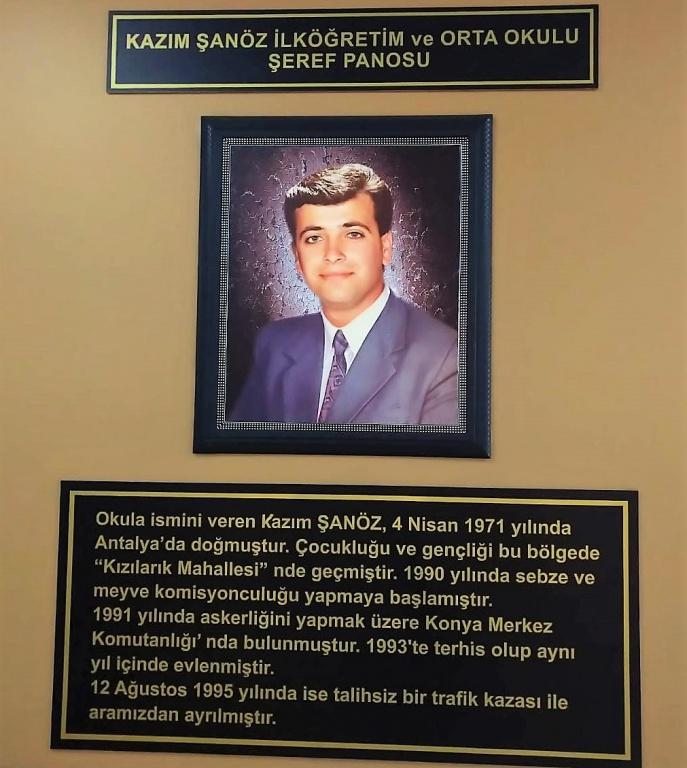 KAZIM ŞANÖZ İLKÖĞRETİM ve ORTA OKULU
ŞEREF PANOSU
Okula ismini veren Kazım ŞANÖZ, 4 Nisan 1971 yılında
Antalya’da doğmuştur. Çocukluğu ve gençliği bu bölgede
“Kızılarık Mahallesi” nde geçmiştir. 1990 yılında sebze ve
meyve komisyonculuğu yapmaya başlamıştır.
1991 yılında askerliğini yapmak üzere Konya Merkez
Komutanlığı’ nda bulunmuştur. 1993'te terhis olup aynı
yıl içinde evlenmiştir.
12 Ağustos 1995 yılında ise talihsiz bir trafik kazası ile
aramızdan ayrılmıştır.